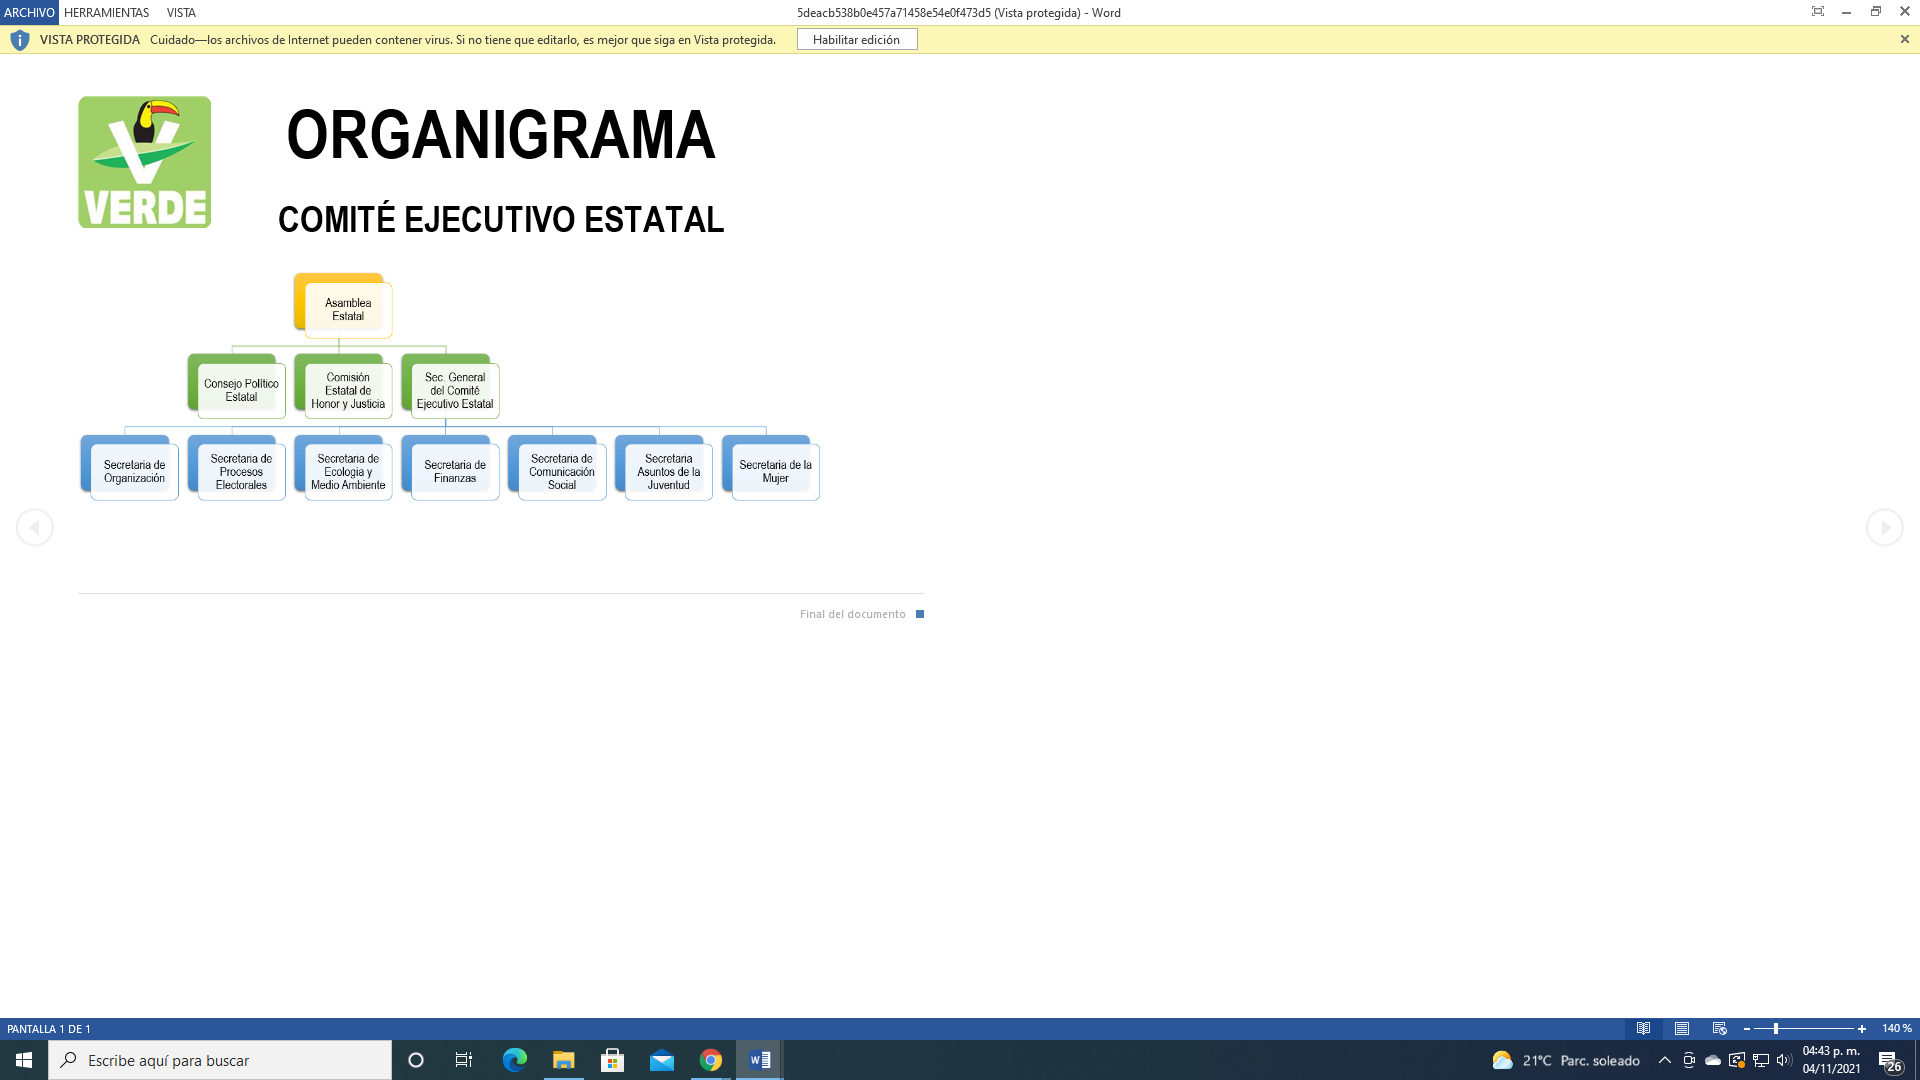 ARCHIVO HERRAMIENTAS VISTA
5deacb538b0e457a71458e54e0f473d5 (Vista protegida) - Word
VISTA PROTEGIDA Cuidado—los archivos de Internet pueden contener virus. Si no tiene que editarlo, es mejor que siga en Vista protegida. Habilitar edición
VERDE
ORGANIGRAMA
COMITÉ EJECUTIVO ESTATAL
Asamblea
Estatal
Consejo Político
Estatal
Comisión
Estatal de
Honor y Justicia
Sec. General
del Comité
Ejecutivo Estatal
Secretaria de
Organización
Secretaria de
Procesos
Electorales
Secretaria de
Ecologia y
Medio Ambiente
Secretaria de
Finanzas
Secretaria de
Comunicación
Social
Secretaria
Asuntos de la
Juventud
Secretaria de la
Mujer
Final del documento
PANTALLA 1 DE 1
140 %
Escribe aquí para buscar
21°C Parc. soleado
04:43 p. m.
04/11/2021
26